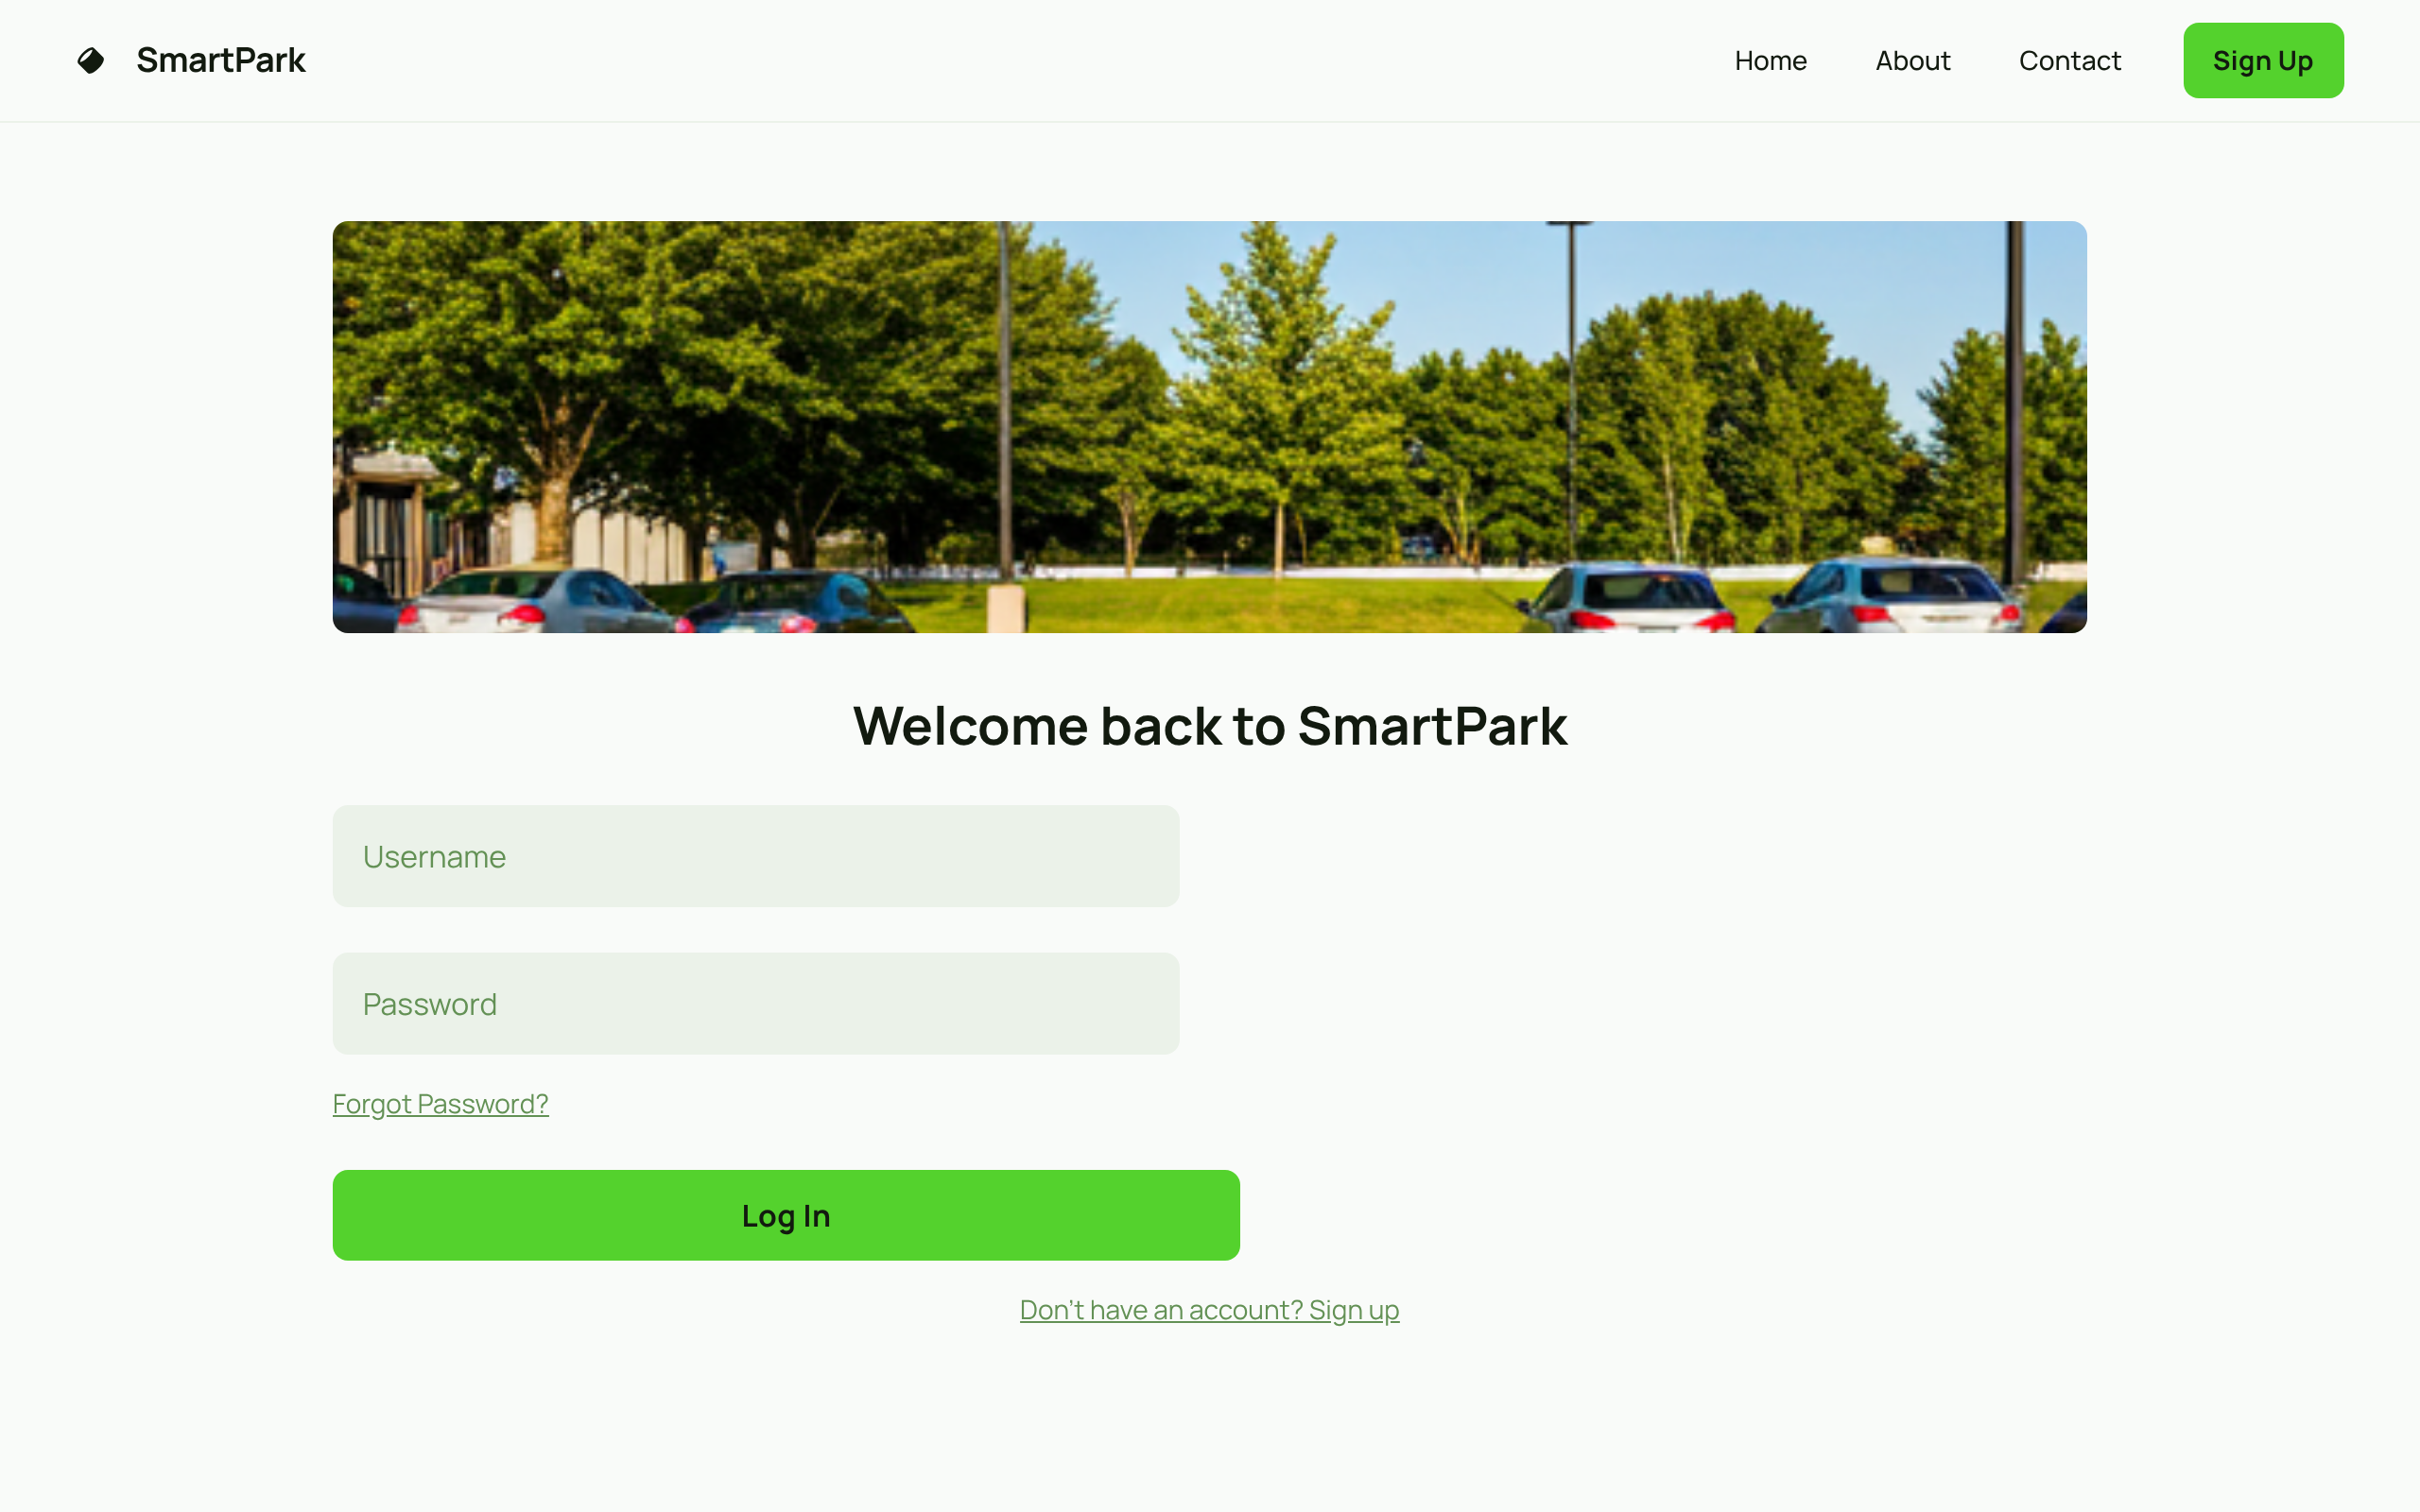 SmartPark
Home
About
Contact
Sign Up
Welcome back to SmartPark
Username
Password
Forgot Password?
Log In
Don't have an account? Sign up